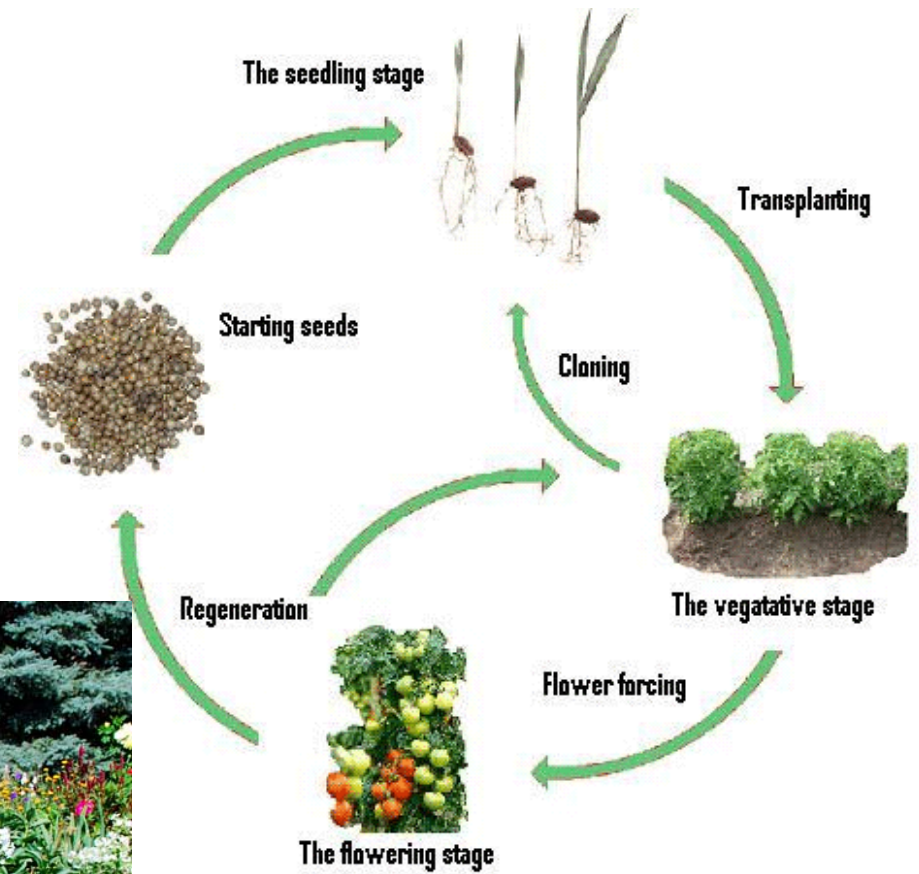 The seedling stage
Transplanting
Starting seeds
Cloning
Regeneration
The vegatative stage
Flower forcing
The flowering stage